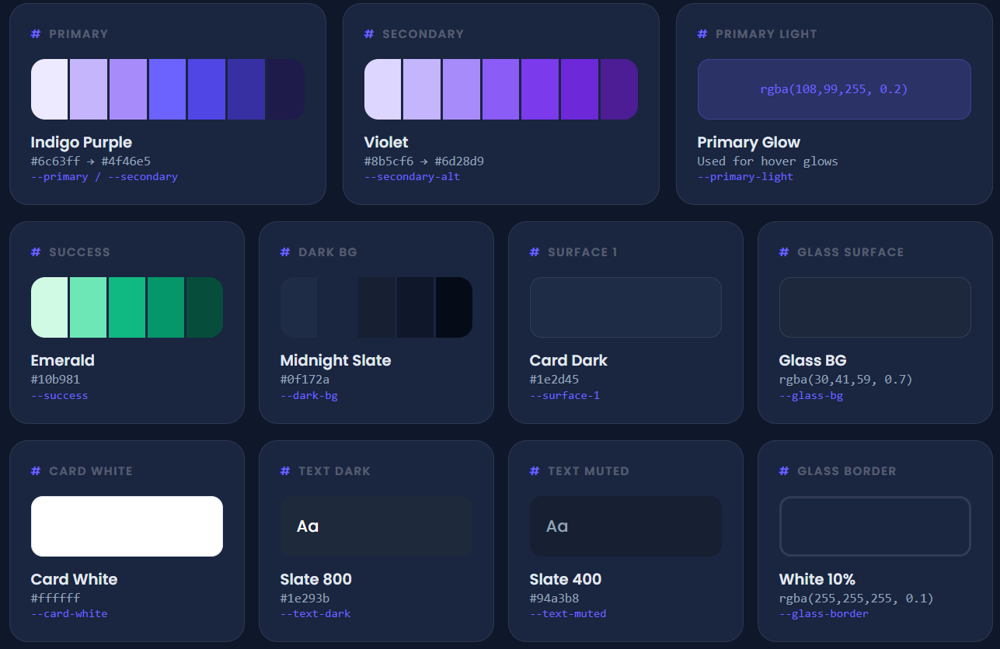 # PRIMARY
Indigo Purple
#6c63ff → #4f46e5
--primary / --secondary
# SECONDARY
Violet
#8b5cf6 → #6d28d9
--secondary-alt
# PRIMARY LIGHT
rgba(108,99,255, 0.2)
Primary Glow
Used for hover glows
--primary-light
# SUCCESS
Emerald
#10b981
--success
# DARK BG
Midnight Slate
#0f172a
--dark-bg
# SURFACE 1
Card Dark
#1e2d45
--surface-1
# GLASS SURFACE
Glass BG
rgba(30,41,59, 0.7)
--glass-bg
# CARD WHITE
Card White
#ffffff
--card-white
# TEXT DARK
Aa
Slate 800
#1e293b
--text-dark
# TEXT MUTED
Aa
Slate 400
#94a3b8
--text-muted
# GLASS BORDER
White 10%
rgba(255,255,255, 0.1)
--glass-border